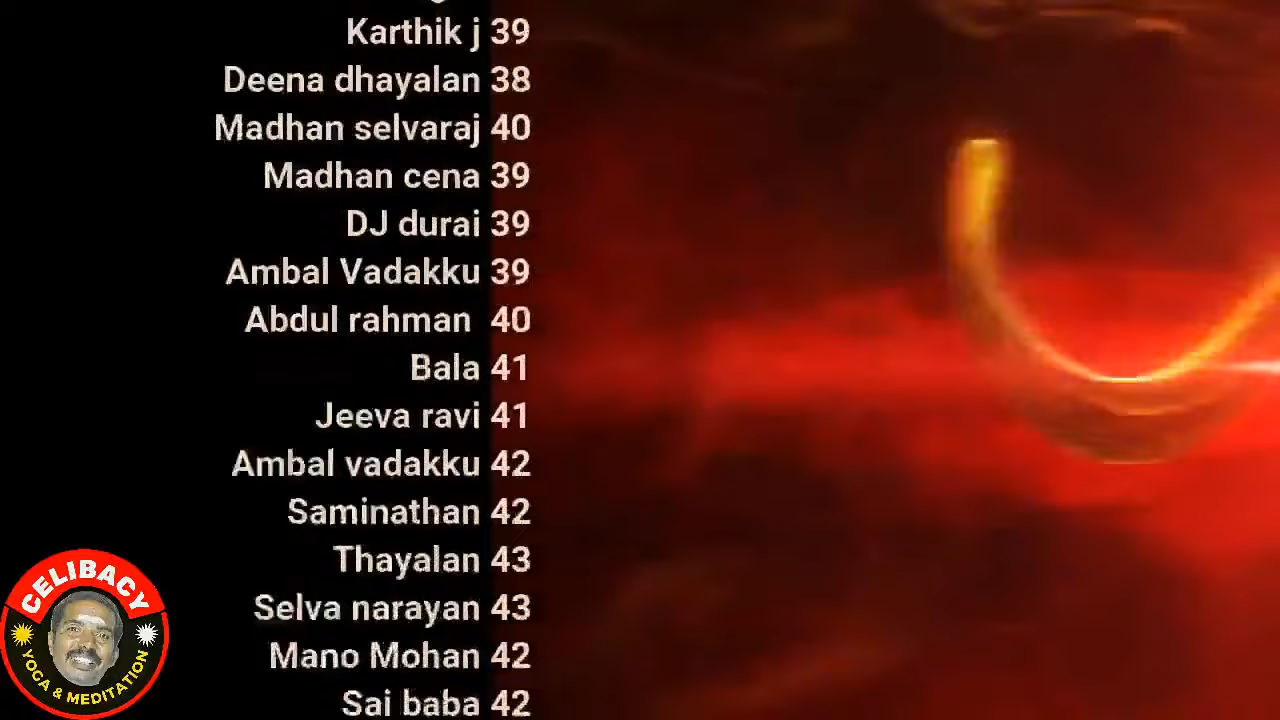 Karthik j 39
Deena dhayalan 38
Madhan selvaraj 40
Madhan cena 39
DJ durai 39
Ambal Vadakku 39
Abdul rahman 40
Bala 41
Jeeva ravi 41
Ambal vadakku 42
Saminathan 42
Thayalan 43
Selva narayan 43
Mano Mohan 42
Sai baba 42
CELIBACY
YOGA & MEDITATION